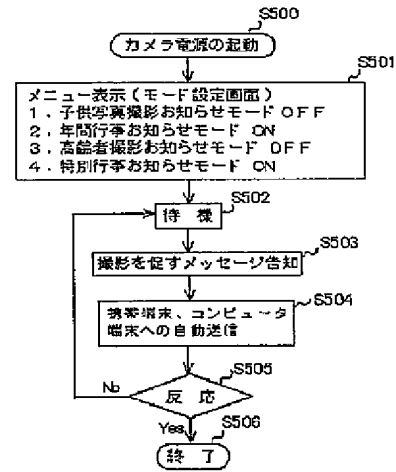 S500
カメラ電源の起動
S501
メニュー表示(モード設定画面)
1.子供写真撮影お知らせモード OFF
2.年間行事お知らせモード ON
3.高齢者撮影お知らせモード OFF
4.特別行事お知らせモード ON
S502
待機
S503
撮影を促すメッセージ告知
S504
携帯端末、コンピュータ
端末への自動送信
S505
No
反応
Yes
S506
終了